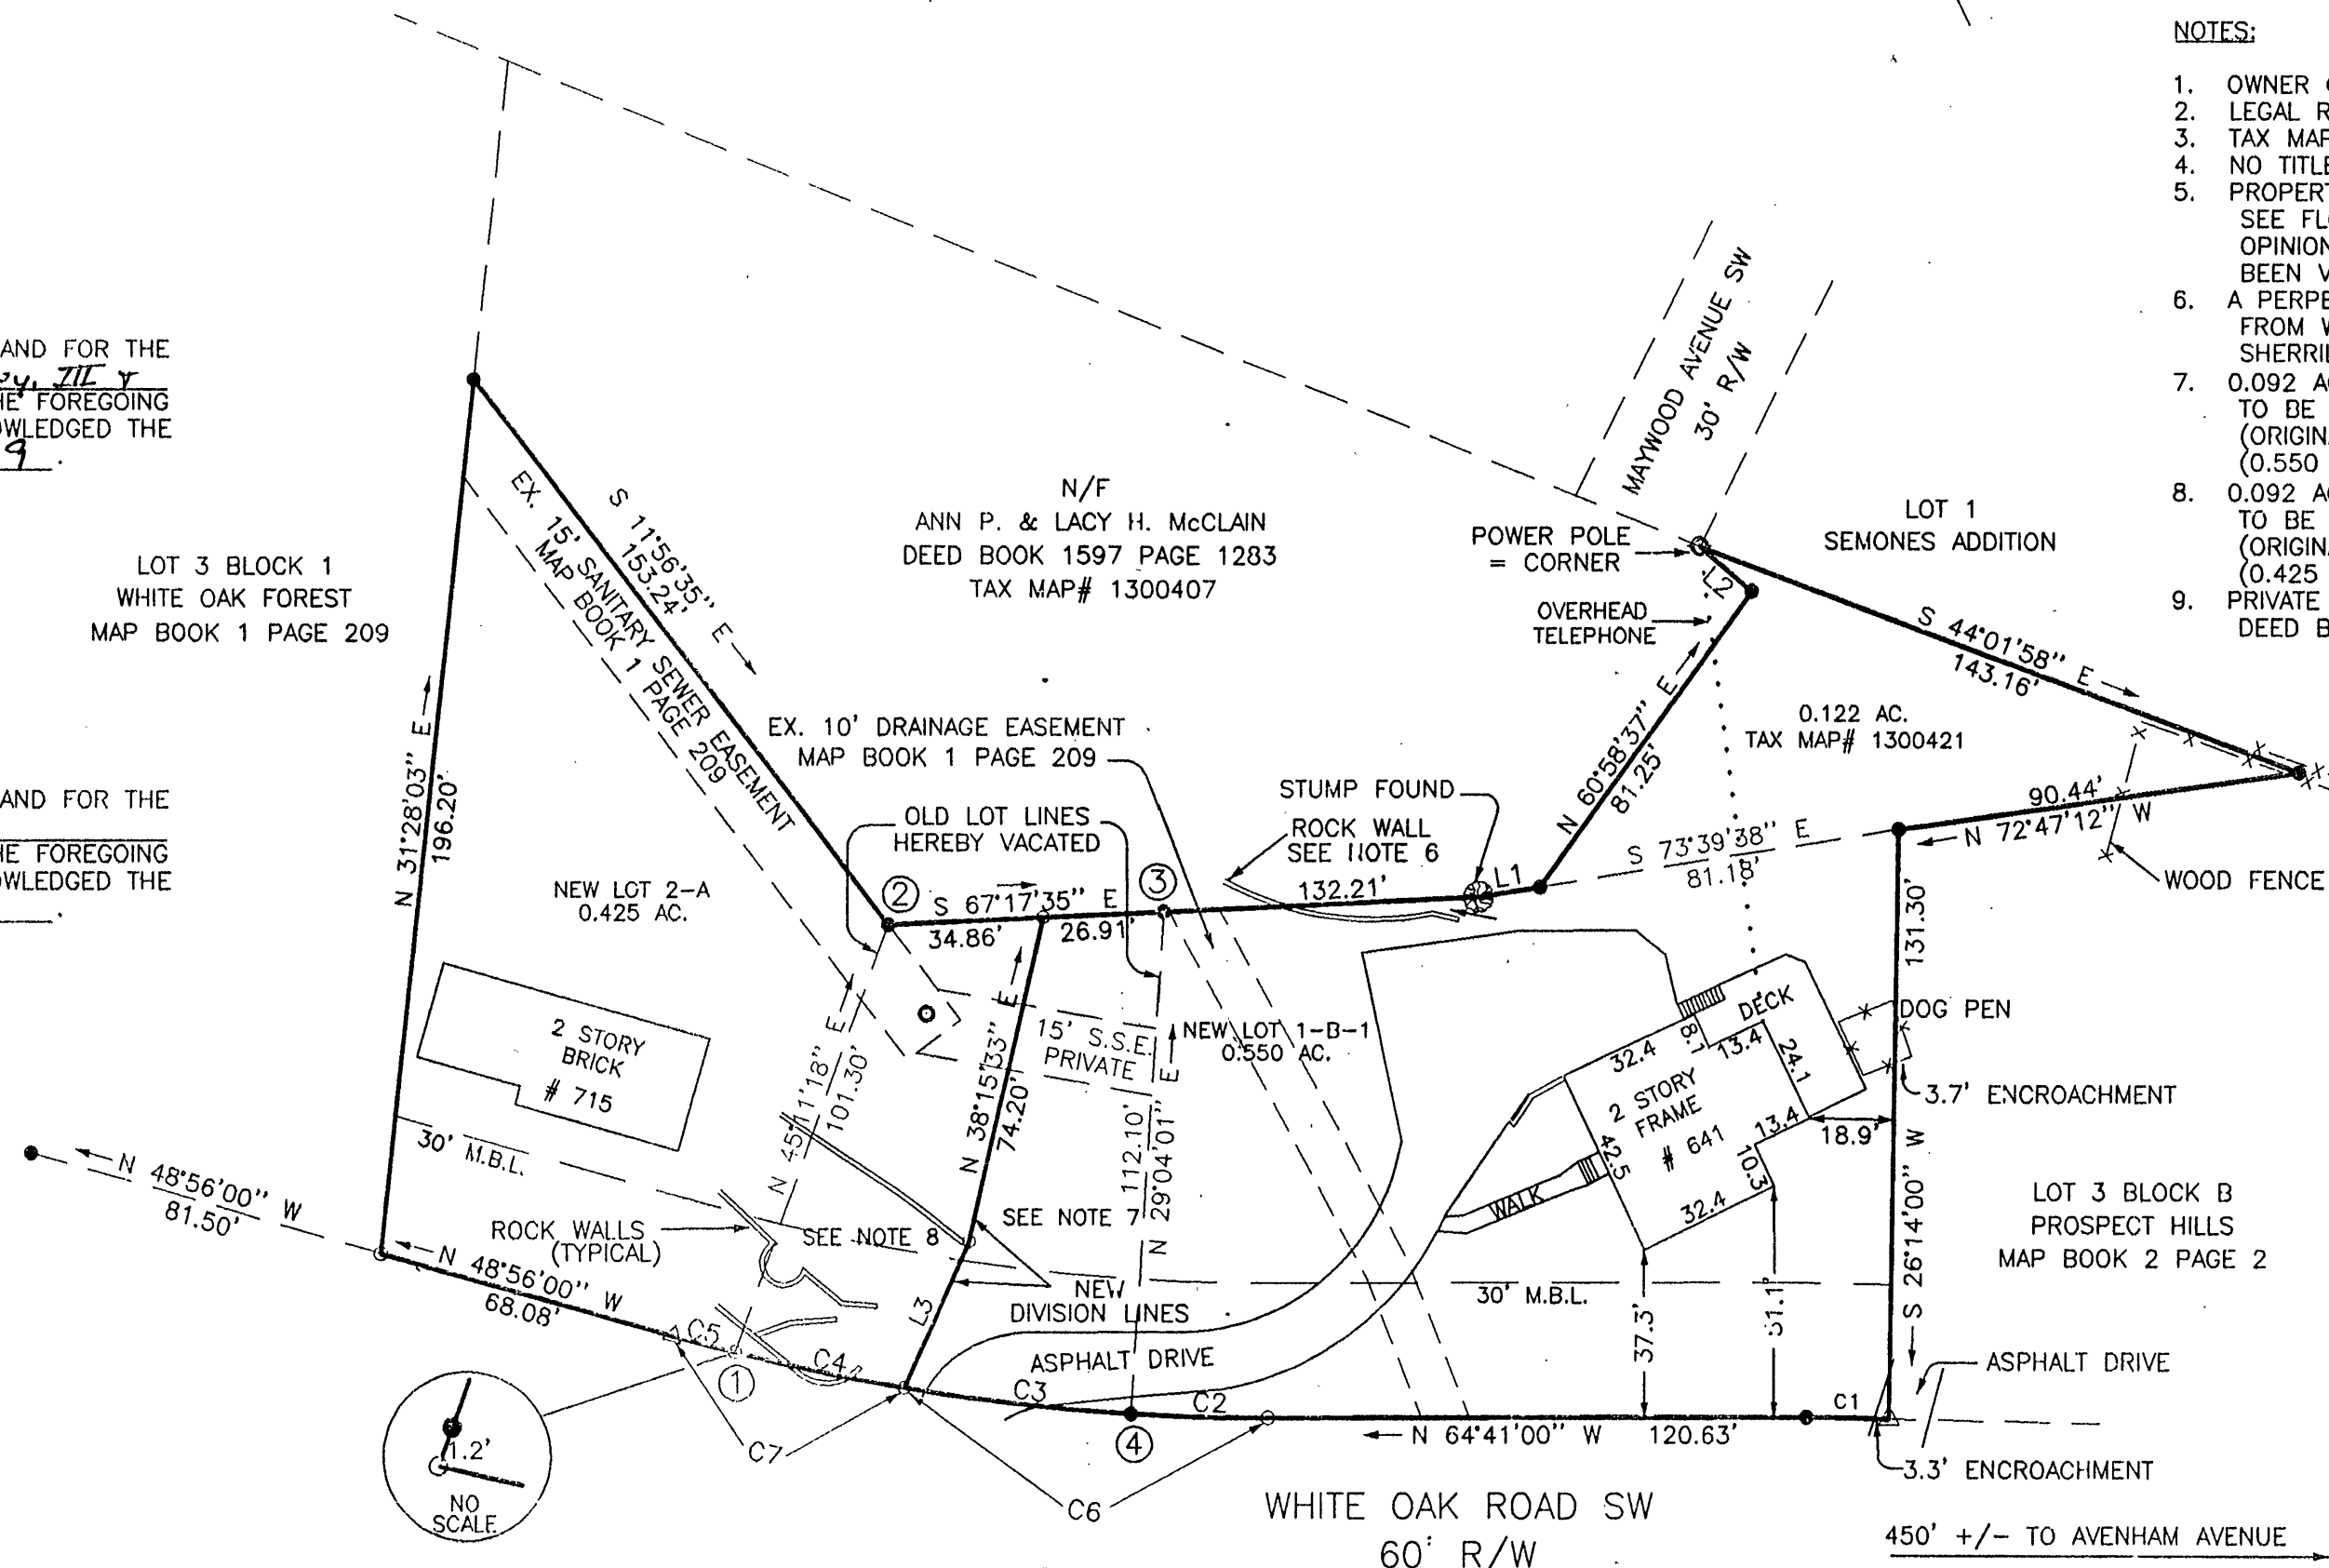 NOTES:
1. OWNER
2. LEGAL R
3. TAX MAP
4. NO TITLE
5. PROPERT
SEE FL
OPINION
BEEN V
6. A PERPE
FROM W
SHERRI
7. 0.092 AC
TO BE
(ORIGIN
(0.550
8. 0.092 AC
TO BE
(ORIGIN
(0.425
9. PRIVATE
DEED B
AND FOR THE
III
HE FOREGOING
OWLEDGED THE
9.
AND FOR THE
HE FOREGOING
OWLEDGED THE
LOT 3 BLOCK 1
WHITE OAK FOREST
MAP BOOK 1 PAGE 209
N 31°28'03" E
196.20'
S 11°56'35" E
153.24'
EX. 15' SANITARY SEWER EASEMENT
MAP BOOK 1 PAGE 209
N/F
ANN P. & LACY H. McCLAIN
DEED BOOK 1597 PAGE 1283
TAX MAP# 1300407
MAYWOOD AVENUE SW
30' R/W
POWER POLE
= CORNER
L2
OVERHEAD
TELEPHONE
LOT 1
SEMONES ADDITION
S 44°01'58" E
143.16'
0.122 AC.
TAX MAP# 1300421
N 60°58'37" E
81.25'
90.44'
N 72°47'12" W
S 73°39'38" E
81.18'
WOOD FENCE
EX. 10' DRAINAGE EASEMENT
MAP BOOK 1 PAGE 209
STUMP FOUND
ROCK WALL
SEE NOTE 6
132.21'
L1
OLD LOT LINES
HEREBY VACATED
NEW LOT 2-A
0.425 AC.
2
S 67°17'35" E
34.86'
26.91'
3
2 STORY
BRICK
# 715
30' M.B.L.
N 45°11'18" E
101.30'
N 38°15'33" E
74.20'
15' S.S.E.
PRIVATE
NEW LOT 1-B-1
0.550 AC.
112.10'
N 29°04'01" E
DECK
8.1
13.4
24.1
32.4
2 STORY
FRAME
# 641
42.5
13.4
10.3
32.4
18.9'
WALK
131.30'
S 26°14'00" W
DOG PEN
3.7' ENCROACHMENT
LOT 3 BLOCK B
PROSPECT HILLS
MAP BOOK 2 PAGE 2
N 48°56'00" W
81.50'
N 48°56'00" W
68.08'
ROCK WALLS
(TYPICAL)
SEE NOTE 8
SEE NOTE 7
L3
NEW
DIVISION LINES
30' M.B.L.
37.3'
51.1'
ASPHALT DRIVE
ASPHALT DRIVE
C5
C4
C3
C2
C1
1
4
N 64°41'00" W 120.63'
3.3' ENCROACHMENT
1.2'
NO
SCALE
C7
C6
WHITE OAK ROAD SW
60' R/W
450' +/- TO AVENHAM AVENUE